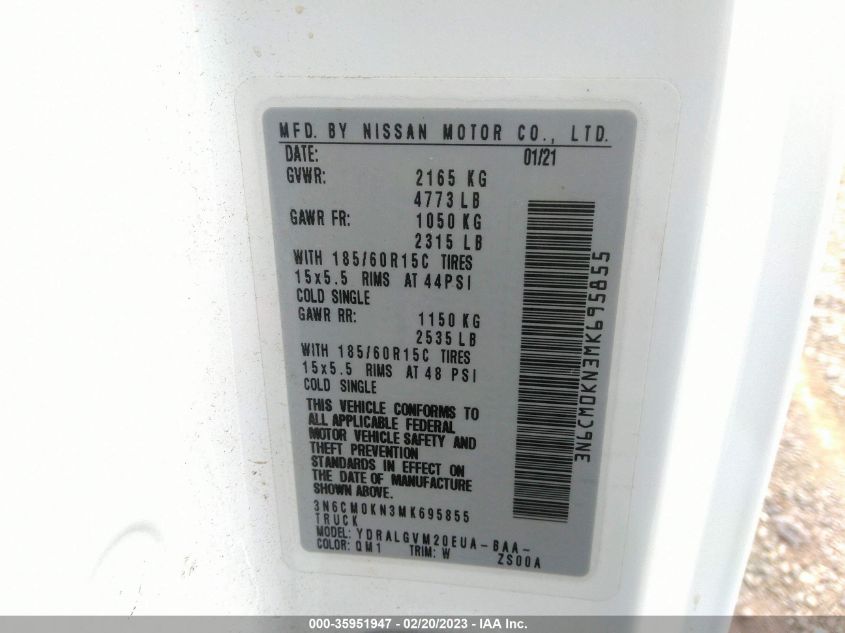 MFD. BY NISSAN MOTOR CO., LTD.
DATE: 01/21
GVWR: 2165 KG
4773 LB
GAWR FR: 1050 KG
2315 LB
WITH 185/60R15C TIRES
15x5.5 RIMS AT 44PSI
COLD SINGLE
GAWR RR: 1150 KG
2535 LB
WITH 185/60R15C TIRES
15x5.5 RIMS AT 48 PSI
COLD SINGLE
THIS VEHICLE CONFORMS TO
ALL APPLICABLE FEDERAL
MOTOR VEHICLE SAFETY AND
THEFT PREVENTION
STANDARDS IN EFFECT ON
THE DATE OF MANUFACTURE
SHOWN ABOVE.
3N6CM0KN3MK695855
TRUCK
MODEL: YDRALGVM20EUA-BAA-
COLOR: QM1 TRIM: W ZS00A
3N6CM0KN3MK695855
000-35951947 - 02/20/2023 - IAA Inc.